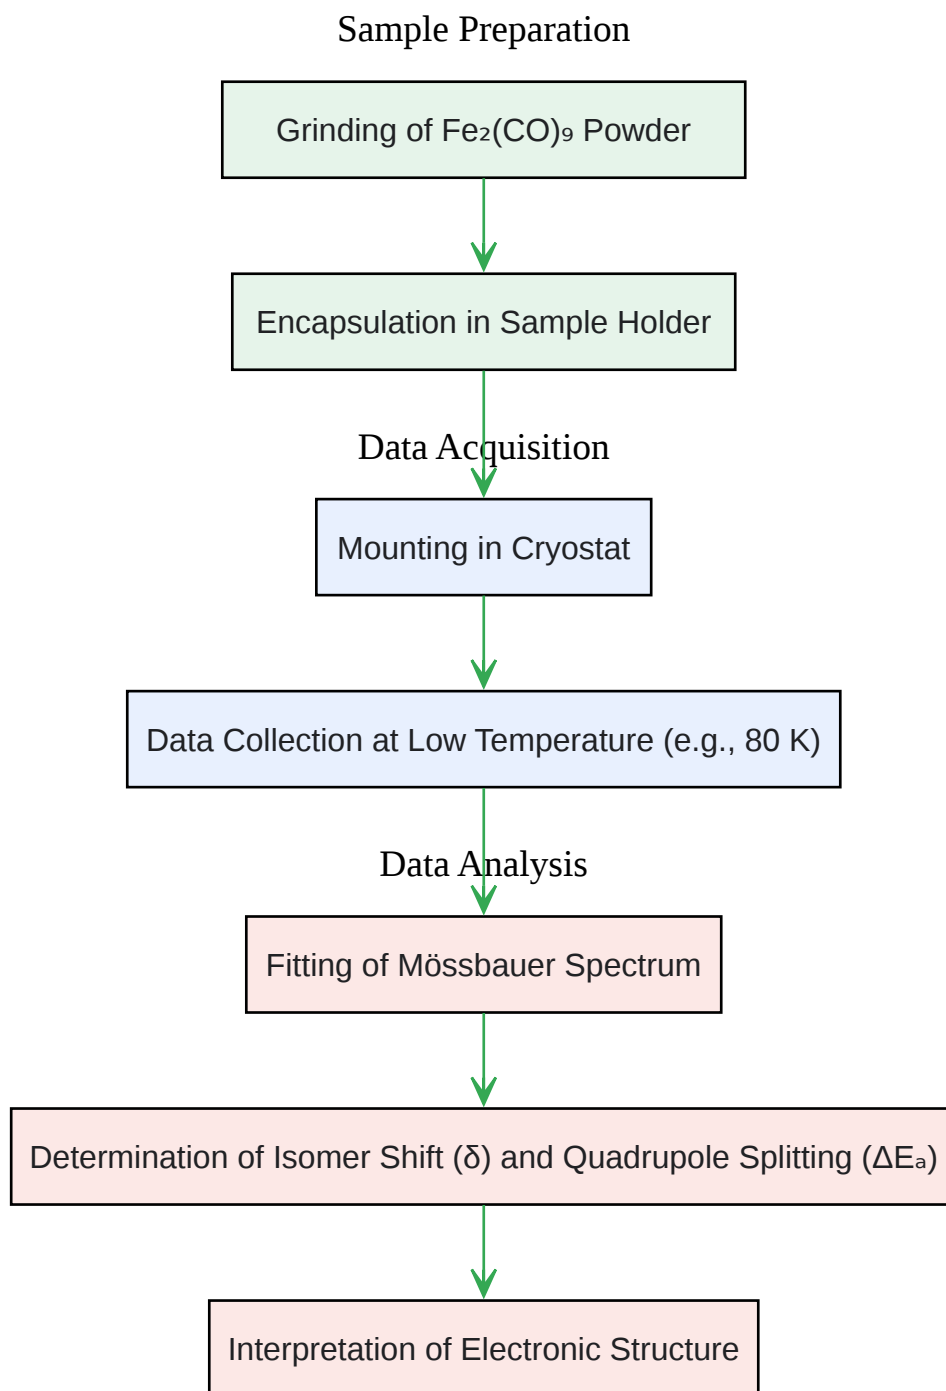 Sample Preparation
Grinding of Fe₂(CO)₉ Powder
Encapsulation in Sample Holder
Data Acquisition
Mounting in Cryostat
Data Collection at Low Temperature (e.g., 80 K)
Data Analysis
Fitting of Mössbauer Spectrum
Determination of Isomer Shift (δ) and Quadrupole Splitting (ΔEₐ)
Interpretation of Electronic Structure